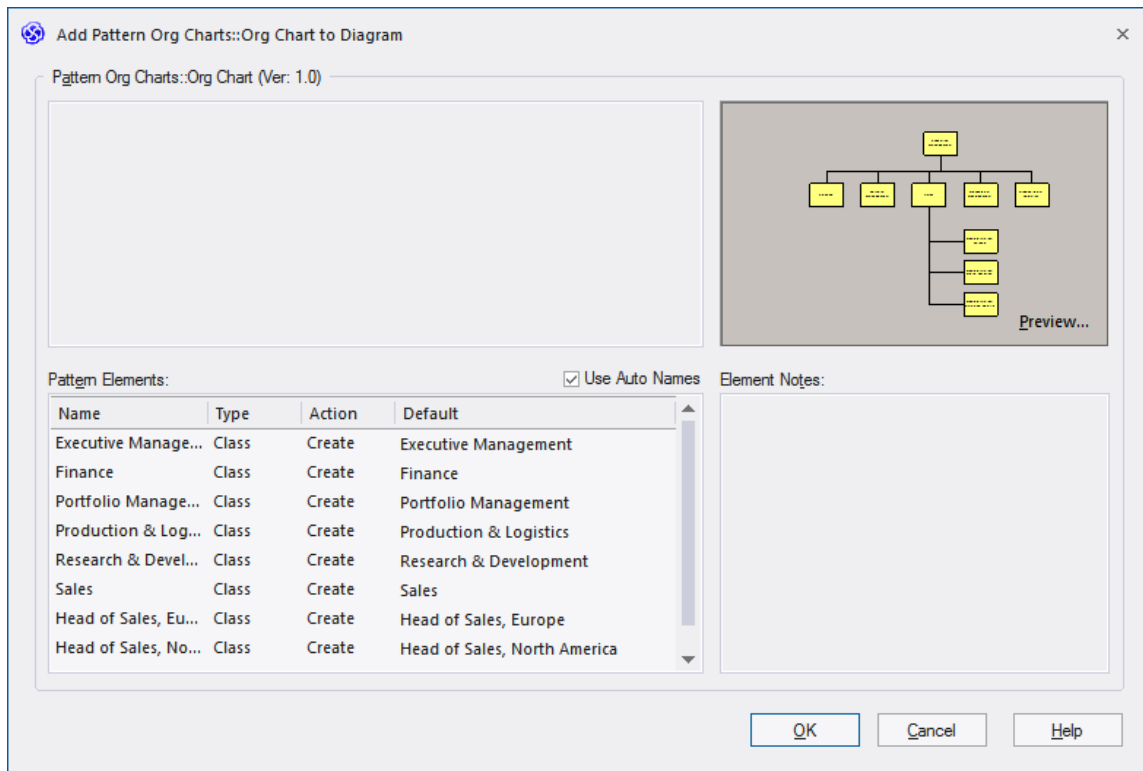 Add Pattern Org Charts::Org Chart to Diagram
Pattern Org Charts::Org Chart (Ver: 1.0)
Preview...
Pattern Elements:
Use Auto Names
Element Notes:
Name Type Action Default
Executive Manage... Class Create Executive Management
Finance Class Create Finance
Portfolio Manage... Class Create Portfolio Management
Production & Log... Class Create Production & Logistics
Research & Devel... Class Create Research & Development
Sales Class Create Sales
Head of Sales, Eu... Class Create Head of Sales, Europe
Head of Sales, No... Class Create Head of Sales, North America
OK
Cancel
Help